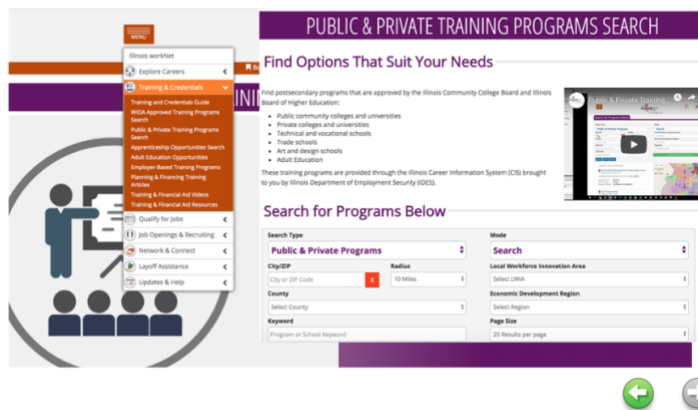 PUBLIC & PRIVATE TRAINING PROGRAMS SEARCH
MENU
Illinois workNet
Explore Careers
Training & Credentials
Training and Credentials Guide
WIOA Approved Training Programs
Search
Public & Private Training Programs
Search
Apprenticeship Opportunities Search
Adult Education Opportunities
Employer-Based Training Programs
Planning & Financing Training
Articles
Training & Financial Aid Videos
Training & Financial Aid Resources
Qualify for Jobs
Job Openings & Recruiting
Network & Connect
Layoff Assistance
Updates & Help
Find Options That Suit Your Needs
Find postsecondary programs that are approved by the Illinois Community College Board and Illinois
Board of Higher Education:
Public community colleges and universities
Private colleges and universities
Technical and vocational schools
Trade schools
Art and design schools
Adult Education
These training programs are provided through the Illinois Career Information System (CIS) brought
to you by Illinois Department of Employment Security (IDES).
Public & Private Training
Search for Programs Below
Search Type
Mode
Public & Private Programs
Search
City/ZIP
Radius
Local Workforce Innovation Area
City or ZIP Code
X
10 Miles
Select LWIA
County
Economic Development Region
Select County
Select Region
Keyword
Page Size
Program or School Keyword
25 Results per page